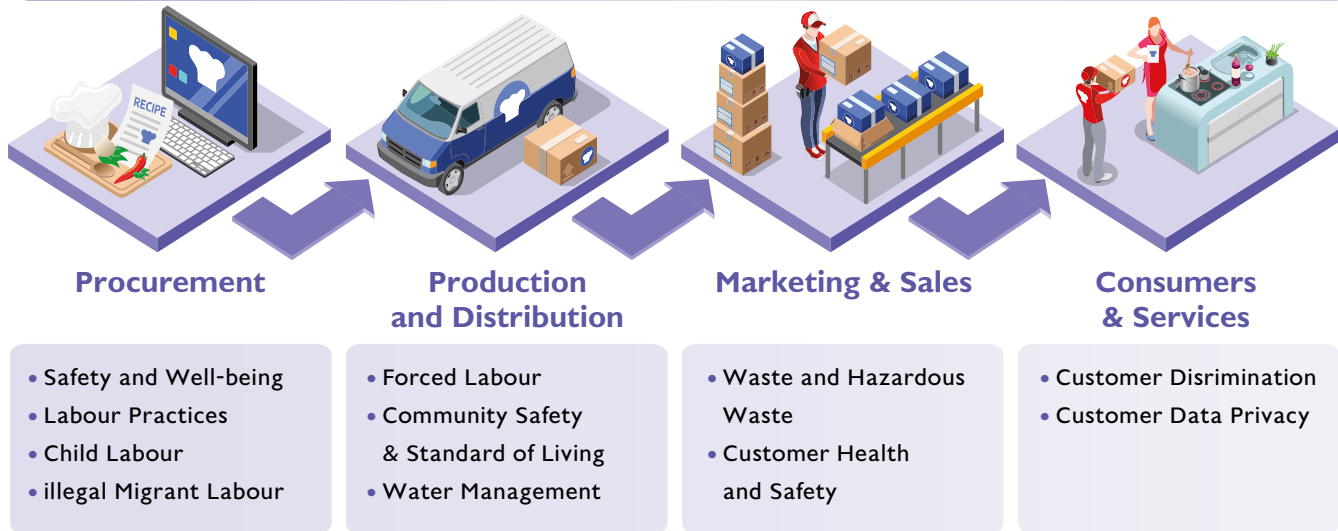 RECIPE
Procurement
Production
and Distribution
Marketing & Sales
Consumers
& Services
• Safety and Well-being
• Labour Practices
• Child Labour
• illegal Migrant Labour
• Forced Labour
• Community Safety
& Standard of Living
• Water Management
• Waste and Hazardous
Waste
• Customer Health
and Safety
• Customer Disrimination
• Customer Data Privacy